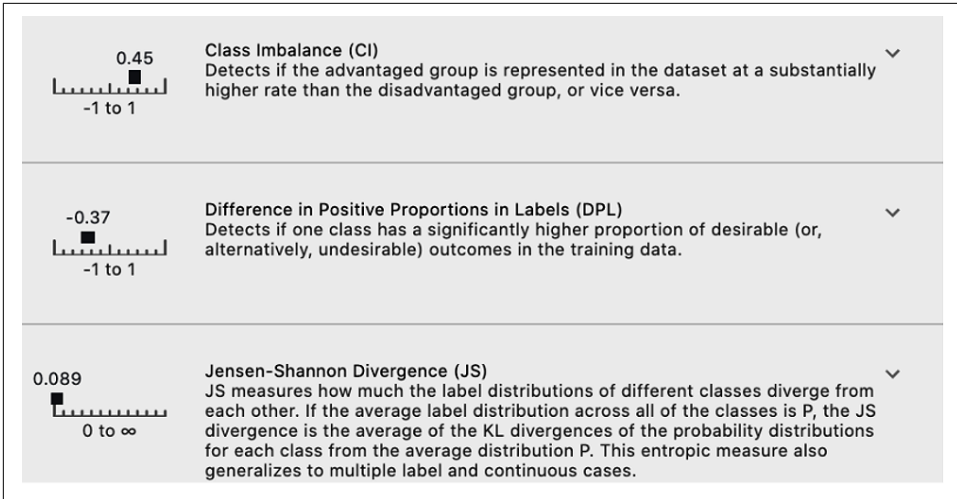 0.45
-1 to 1
Class Imbalance (CI)
Detects if the advantaged group is represented in the dataset at a substantially
higher rate than the disadvantaged group, or vice versa.
-0.37
-1 to 1
Difference in Positive Proportions in Labels (DPL)
Detects if one class has a significantly higher proportion of desirable (or,
alternatively, undesirable) outcomes in the training data.
0.089
0 to ∞
Jensen-Shannon Divergence (JS)
JS measures how much the label distributions of different classes diverge from
each other. If the average label distribution across all of the classes is P, the JS
divergence is the average of the KL divergences of the probability distributions
for each class from the average distribution P. This entropic measure also
generalizes to multiple label and continuous cases.